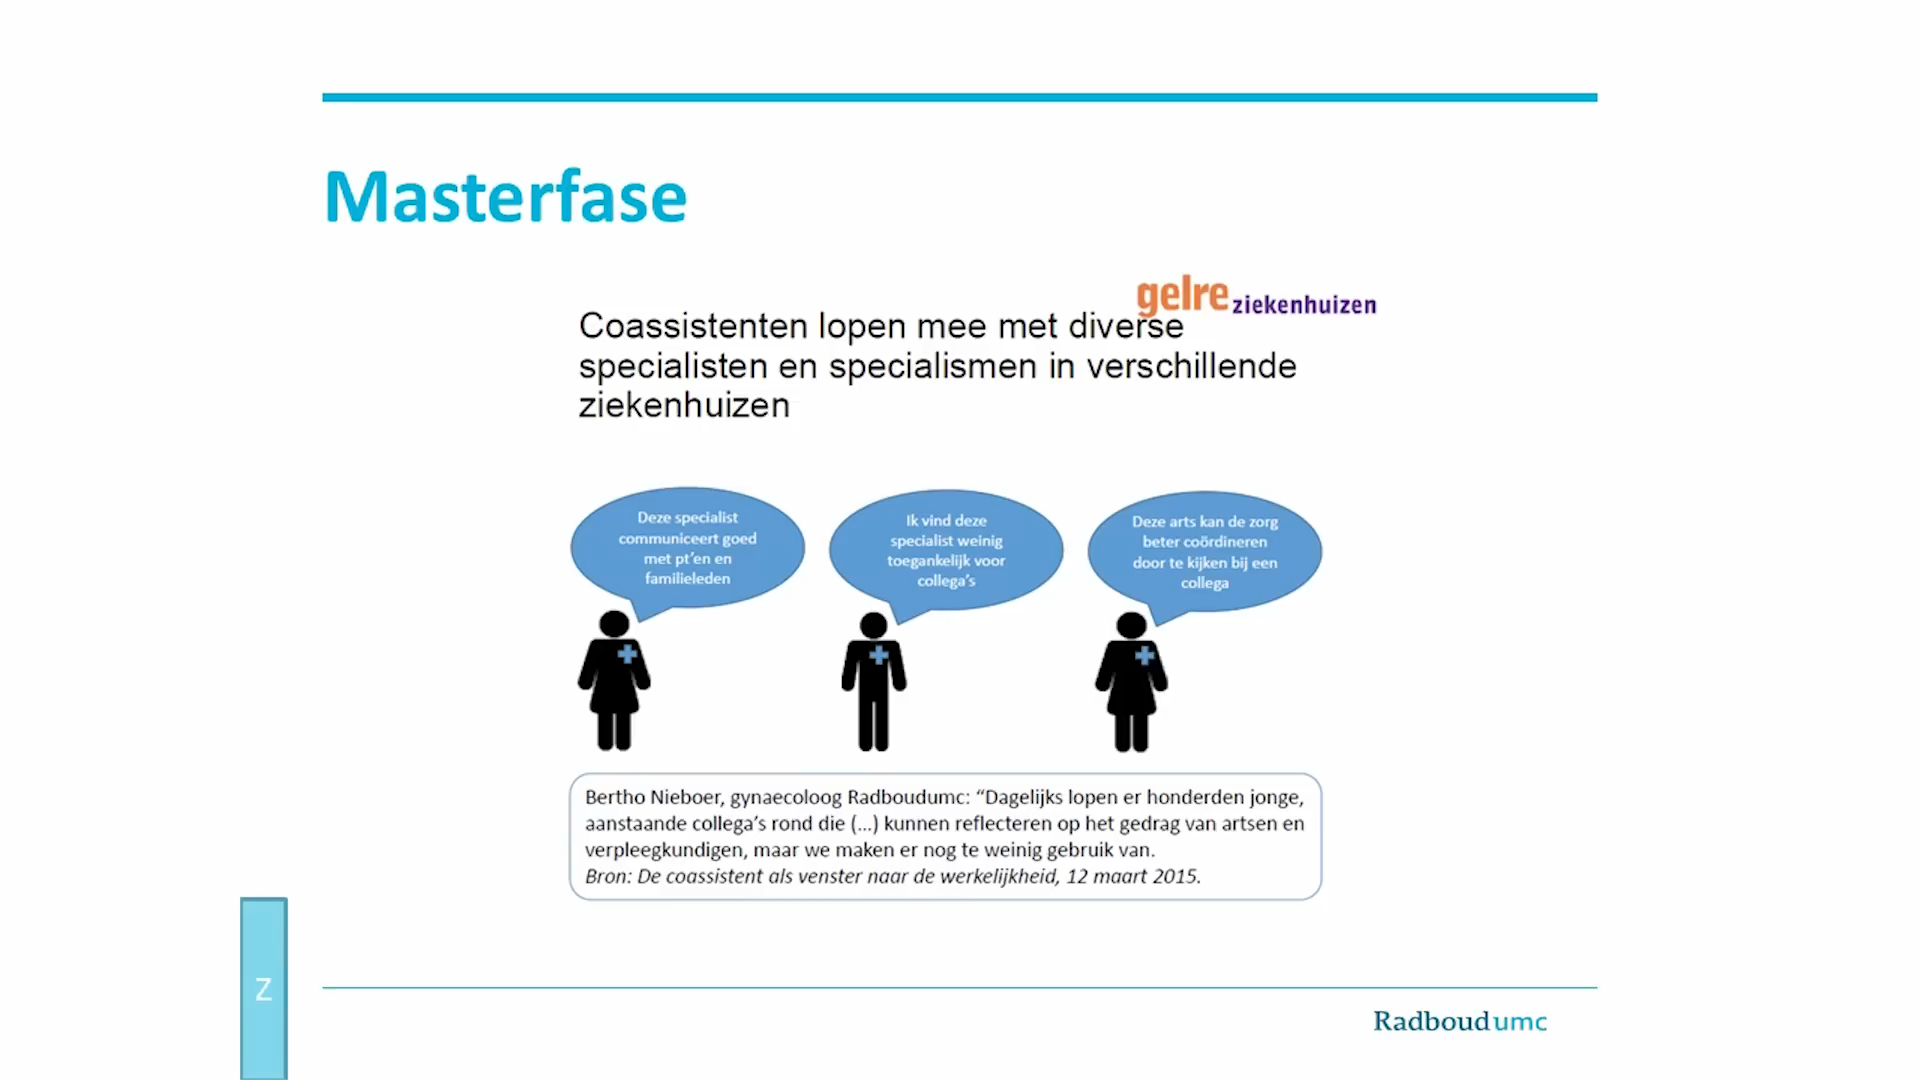 Masterfase
gelre ziekenhuizen
Coassistenten lopen mee met diverse
specialisten en specialismen in verschillende
ziekenhuizen
Deze specialist
communiceert goed
met pt'en en
familieleden
Ik vind deze
specialist weinig
toegankelijk voor
collega's
Deze arts kan de zorg
beter coördineren
door te kijken bij een
collega
Bertho Nieboer, gynaecoloog Radboudumc: “Dagelijks lopen er honderden jonge,
aanstaande collega's rond die (...) kunnen reflecteren op het gedrag van artsen en
verpleegkundigen, maar we maken er nog te weinig gebruik van.
Bron: De coassistent als venster naar de werkelijkheid, 12 maart 2015.
Z
Radboudumc